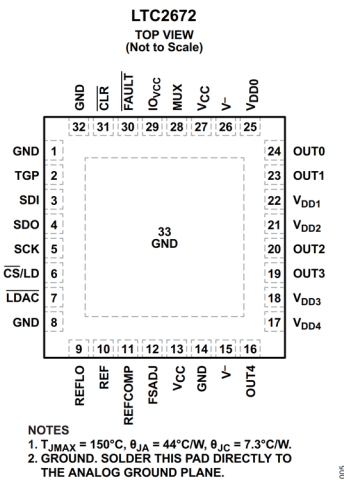 LTC2672
TOP VIEW
(Not to Scale)
GND CLR FAULT IOVCC MUX VCC V– VDD0
32 31 30 29 28 27 26 25
GND 1 24 OUT0
TGP 2 23 OUT1
SDI 3 22 VDD1
SDO 4 21 VDD2
33
GND
SCK 5 20 OUT2
CS/LD 6 19 OUT3
LDAC 7 18 VDD3
GND 8 17 VDD4
9 10 11 12 13 14 15 16
REFLO REF REFCOMP FSADJ VCC GND V– OUT4
NOTES
1. TJMAX = 150°C, θJA = 44°C/W, θJC = 7.3°C/W.
2. GROUND. SOLDER THIS PAD DIRECTLY TO
THE ANALOG GROUND PLANE.
005